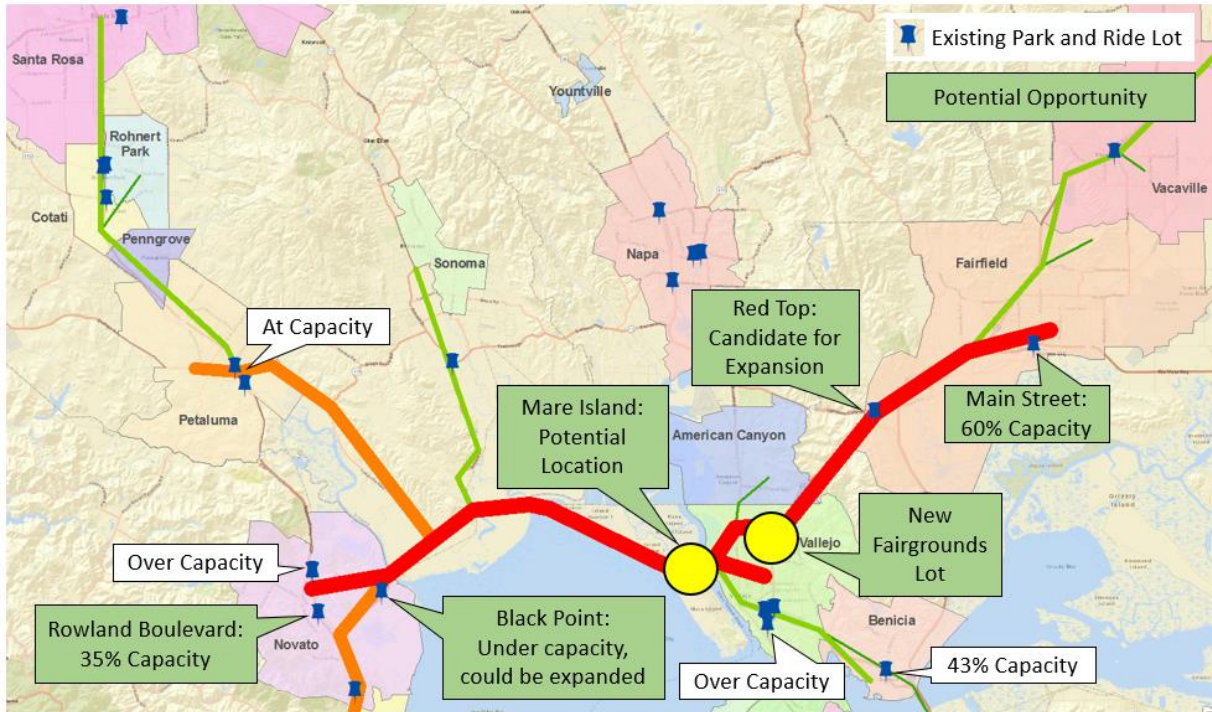 Existing Park and Ride Lot
Potential Opportunity
Santa Rosa
Rohnert
Park
Cotati
Penngrove
Yountville
Vacaville
Sonoma
Napa
Fairfield
At Capacity
Petaluma
Red Top:
Candidate for
Expansion
Mare Island:
Potential
Location
American Canyon
Main Street:
60% Capacity
Over Capacity
Vallejo
New
Fairgrounds
Lot
Rowland Boulevard:
35% Capacity
Novato
Black Point:
Under capacity,
could be expanded
Over Capacity
Benicia
43% Capacity